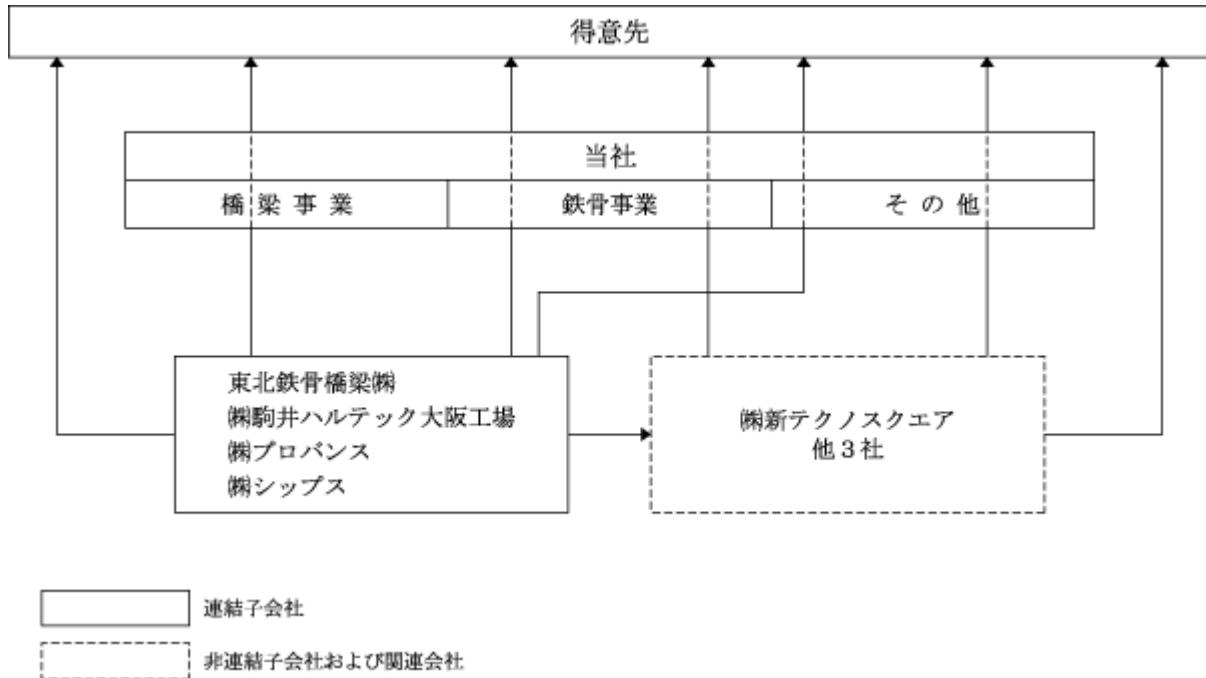 得意先
当社
橋梁事業
鉄骨事業
その他
東北鉄骨橋梁㈱
㈱駒井ハルテック大阪工場
㈱プロバンス
㈱シップス
㈱新テクノスクエア
他3社
連結子会社
非連結子会社および関連会社